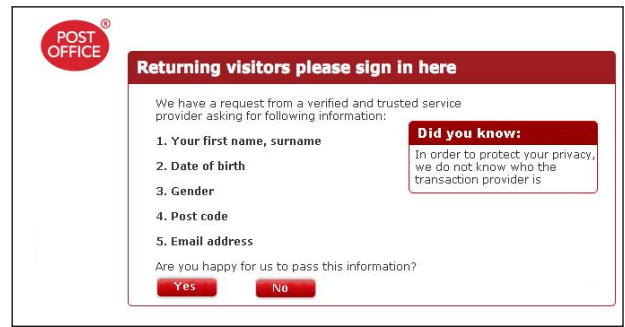 POST
OFFICE®
Returning visitors please sign in here
We have a request from a verified and trusted service
provider asking for following information:
1. Your first name, surname
2. Date of birth
3. Gender
4. Post code
5. Email address
Did you know:
In order to protect your privacy,
we do not know who the
transaction provider is
Are you happy for us to pass this information?
Yes
No